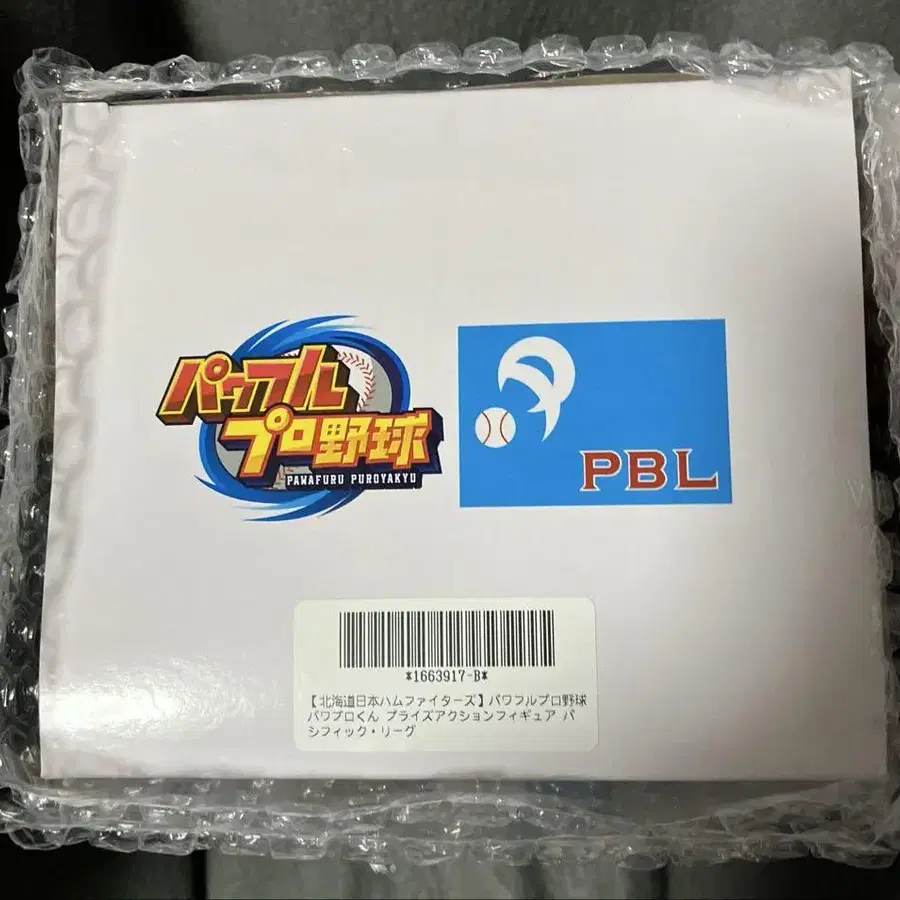 パワフル
プロ野球
PAWAFURU PUROYAKYU
PBL
*1663917-B*
【北海道日本ハムファイターズ】パワフルプロ野球
パワプロくん プライズアクションフィギュア パ
シフィック・リーグ